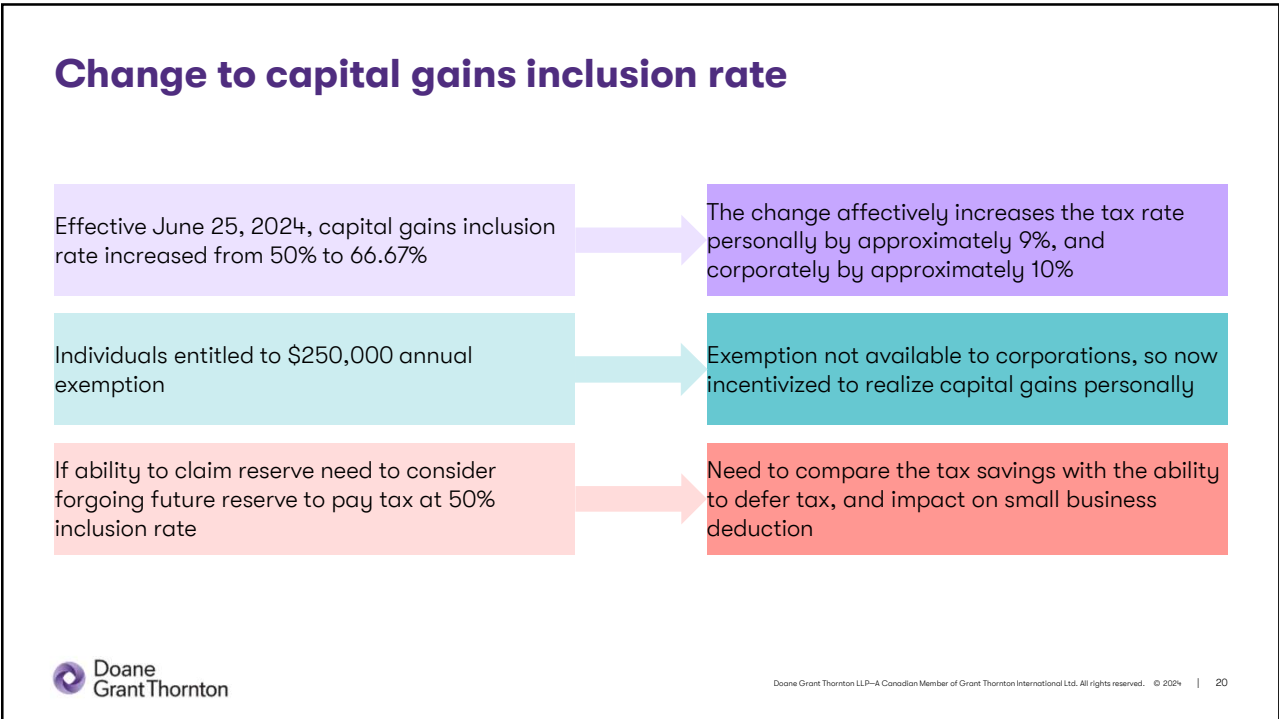 Change to capital gains inclusion rate
Effective June 25, 2024, capital gains inclusion
rate increased from 50% to 66.67%
The change affectively increases the tax rate
personally by approximately 9%, and
corporately by approximately 10%
Individuals entitled to $250,000 annual
exemption
Exemption not available to corporations, so now
incentivized to realize capital gains personally
If ability to claim reserve need to consider
forgoing future reserve to pay tax at 50%
inclusion rate
Need to compare the tax savings with the ability
to defer tax, and impact on small business
deduction
Doane
Grant Thornton
Doane Grant Thornton LLP—A Canadian Member of Grant Thornton International Ltd. All rights reserved. © 2024 | 20